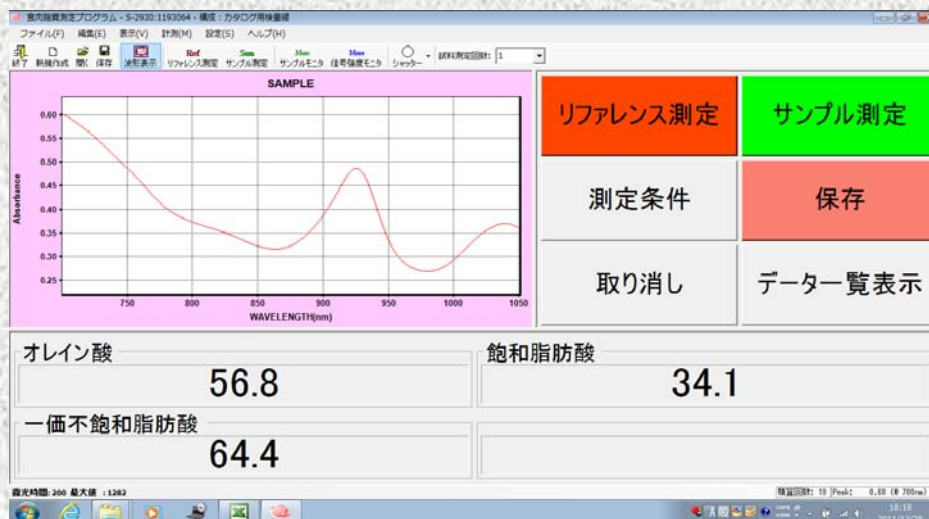 食肉脂質測定プログラム - S-2930:1193064 - 構成 : カタログ用検量線
ファイル(F) 編集(E) 表示(V) 計測(M) 設定(S) ヘルプ(H)
終了 新規作成 開く 保存 波形表示 Ref リファレンス測定 Sam サンプル測定 Mon サンプルモニタ Mon 信号強度モニタ シャッター 試料測定回数: 1
SAMPLE
0.60
0.55
0.50
0.45
0.40
0.35
0.30
0.25
Absorbance
750 800 850 900 950 1000 1050
WAVELENGTH(nm)
リファレンス測定 サンプル測定
測定条件 保存
取り消し データ一覧表示
オレイン酸 飽和脂肪酸
56.8 34.1
一価不飽和脂肪酸
64.4
露光時間: 200 最大値 : 1282 積算回数: 10 Peak: 0.60 (@ 700nm)
18:18